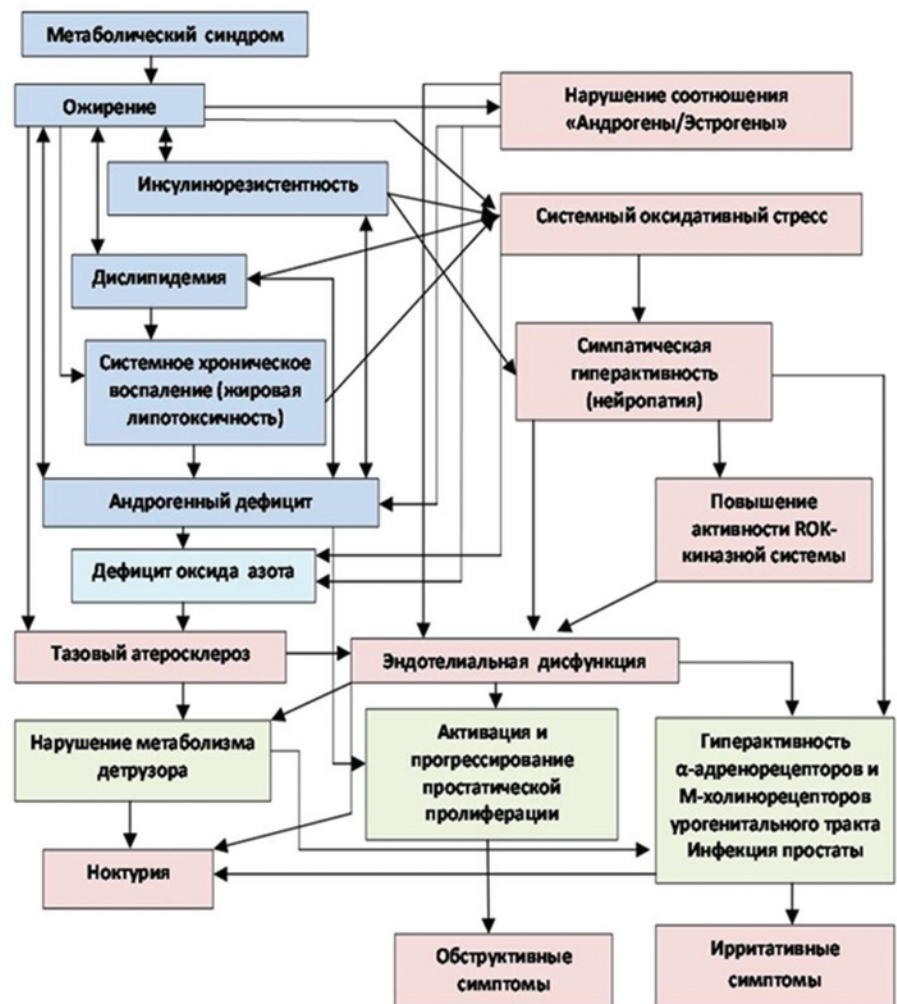 Метаболический синдром
Ожирение
Нарушение соотношения
«Андрогены/Эстрогены»
Инсулинорезистентность
Системный оксидативный стресс
Дислипидемия
Симпатическая
гиперактивность
(нейропатия)
Системное хроническое
воспаление (жировая
липотоксичность)
Андрогенный дефицит
Повышение
активности ROK-
киназной системы
Дефицит оксида азота
Тазовый атеросклероз
Эндотелиальная дисфункция
Нарушение метаболизма
детрузора
Активация и
прогрессирование
простатической
пролиферации
Гиперактивность
α-адренорецепторов и
М-холинорецепторов
урогенитального тракта
Инфекция простаты
Ноктурия
Обструктивные
симптомы
Ирритативные
симптомы